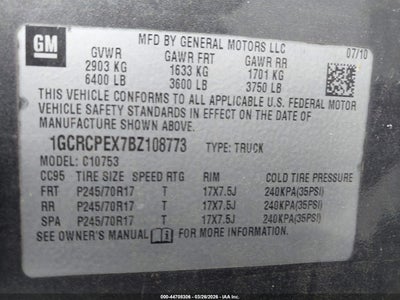 GM
MFD BY GENERAL MOTORS LLC
07/10
GVWR GAWR FRT GAWR RR
2903 KG 1633 KG 1701 KG
6400 LB 3600 LB 3750 LB
THIS VEHICLE CONFORMS TO ALL APPLICABLE U.S. FEDERAL MOTOR
VEHICLE SAFETY STANDARDS IN EFFECT ON THE DATE OF
MANUFACTURE SHOWN ABOVE.
1GCRCPEX7BZ108773 TYPE: TRUCK
MODEL: C10753
CC95 TIRE SIZE SPEED RTG RIM COLD TIRE PRESSURE
FRT P245/70R17 T 17X7.5J 240KPA(35PSI)
RR P245/70R17 T 17X7.5J 240KPA(35PSI)
SPA P245/70R17 T 17X7.5J 240KPA(35PSI)
SEE OWNER'S MANUAL FOR MORE INFORMATION.
000-44708306 - 03/26/2026 - IAAI.com